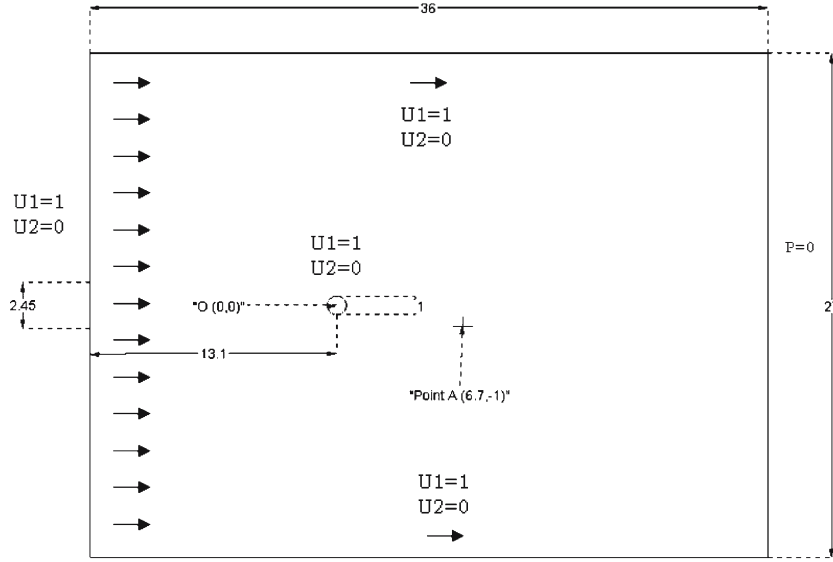 36
U1=1
U2=0
U1=1
U2=0
U1=1
U2=0
P=0
2.45
"O (0,0)"
1
2
13.1
"Point A (6.7,-1)"
U1=1
U2=0